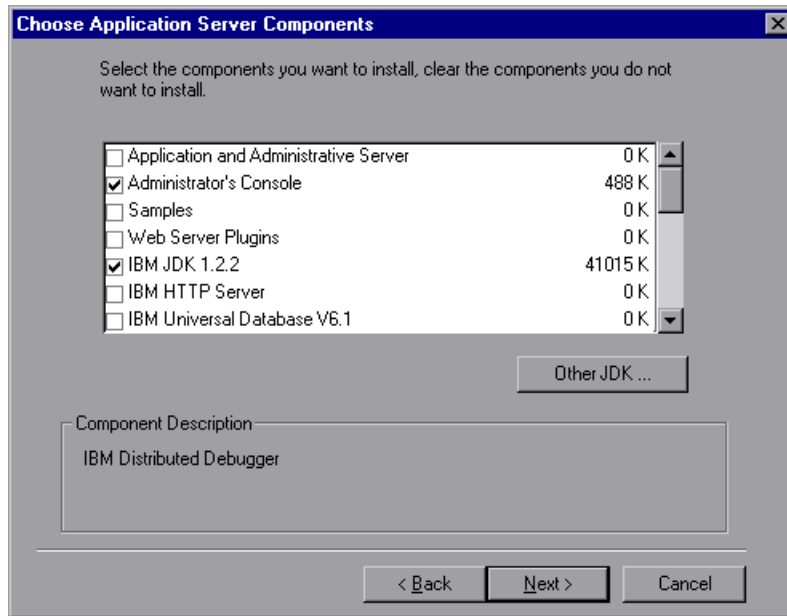 Choose Application Server Components
Select the components you want to install, clear the components you do not
want to install.
Application and Administrative Server 0 K
Administrator's Console 488 K
Samples 0 K
Web Server Plugins 0 K
IBM JDK 1.2.2 41015 K
IBM HTTP Server 0 K
IBM Universal Database V6.1 0 K
Other JDK ...
Component Description
IBM Distributed Debugger
< Back Next > Cancel